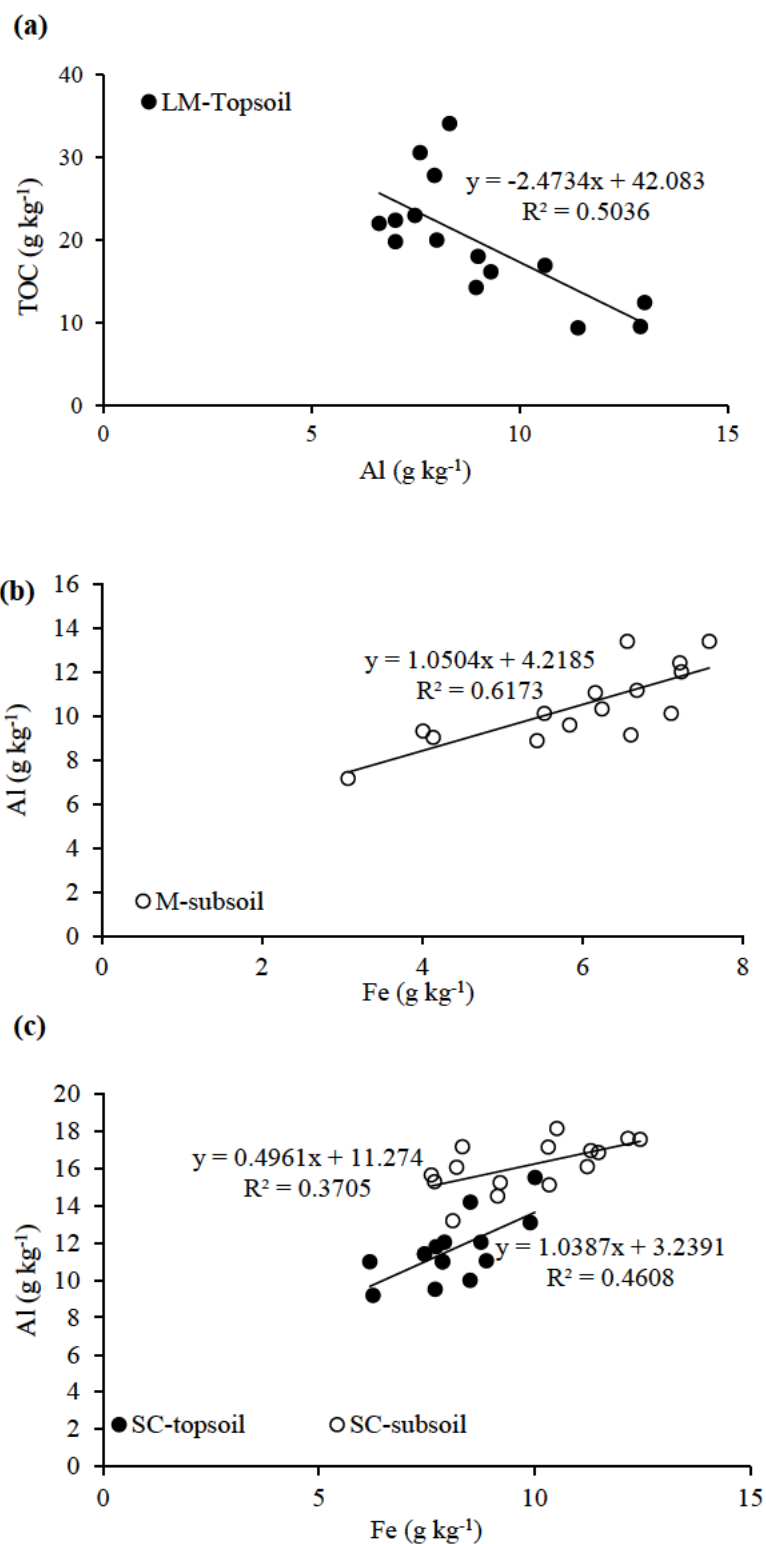 (a)
40
LM-Topsoil
30
y = -2.4734x + 42.083
R² = 0.5036
TOC (g kg⁻¹)
20
10
0
0 5 10 15
Al (g kg⁻¹)
(b)
16
14
12
y = 1.0504x + 4.2185
R² = 0.6173
10
Al (g kg⁻¹)
8
6
4
2
M-subsoil
0
0 2 4 6 8
Fe (g kg⁻¹)
(c)
20
18
16
y = 0.4961x + 11.274
R² = 0.3705
14
12
y = 1.0387x + 3.2391
R² = 0.4608
10
Al (g kg⁻¹)
8
6
4
2
SC-topsoil SC-subsoil
0
0 5 10 15
Fe (g kg⁻¹)